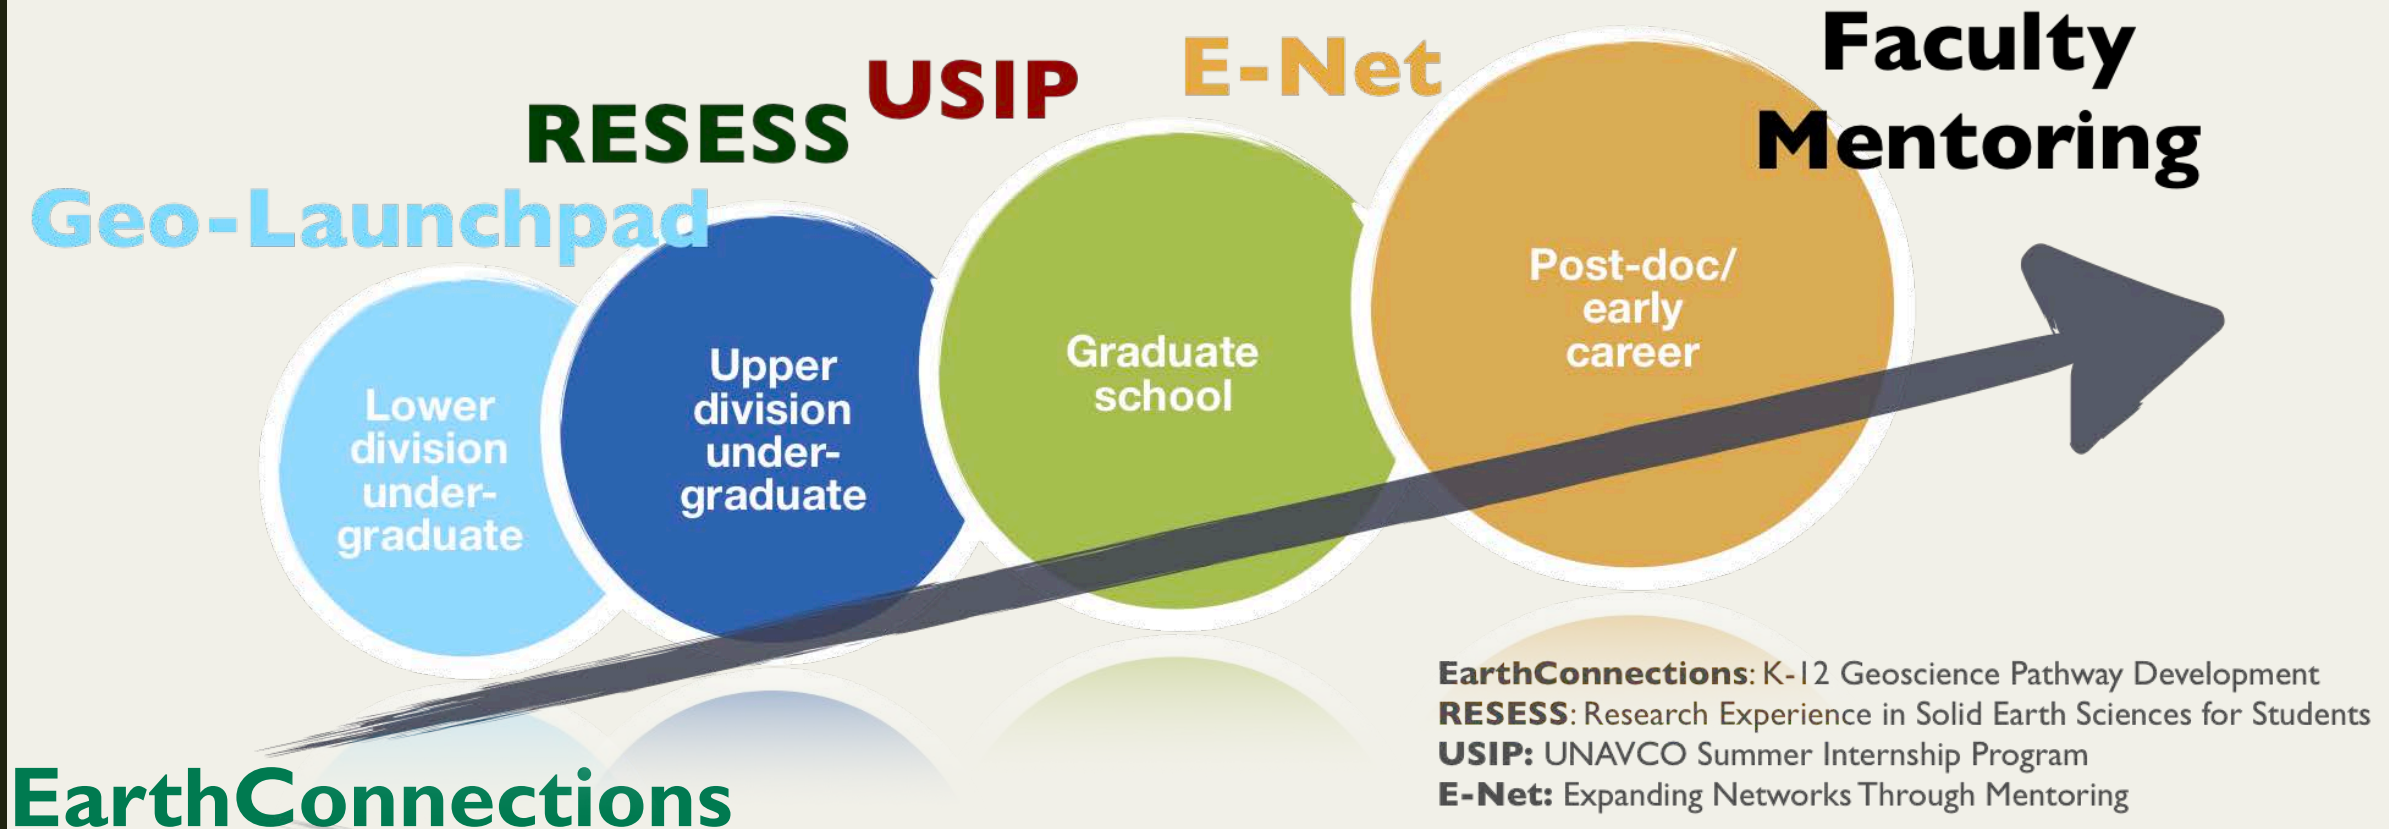 Faculty
Mentoring
E-Net
USIP
RESESS
Geo-Launchpad
Lower
division
under-
graduate
Upper
division
under-
graduate
Graduate
school
Post-doc/
early
career
EarthConnections: K-12 Geoscience Pathway Development
RESESS: Research Experience in Solid Earth Sciences for Students
USIP: UNAVCO Summer Internship Program
E-Net: Expanding Networks Through Mentoring
EarthConnections